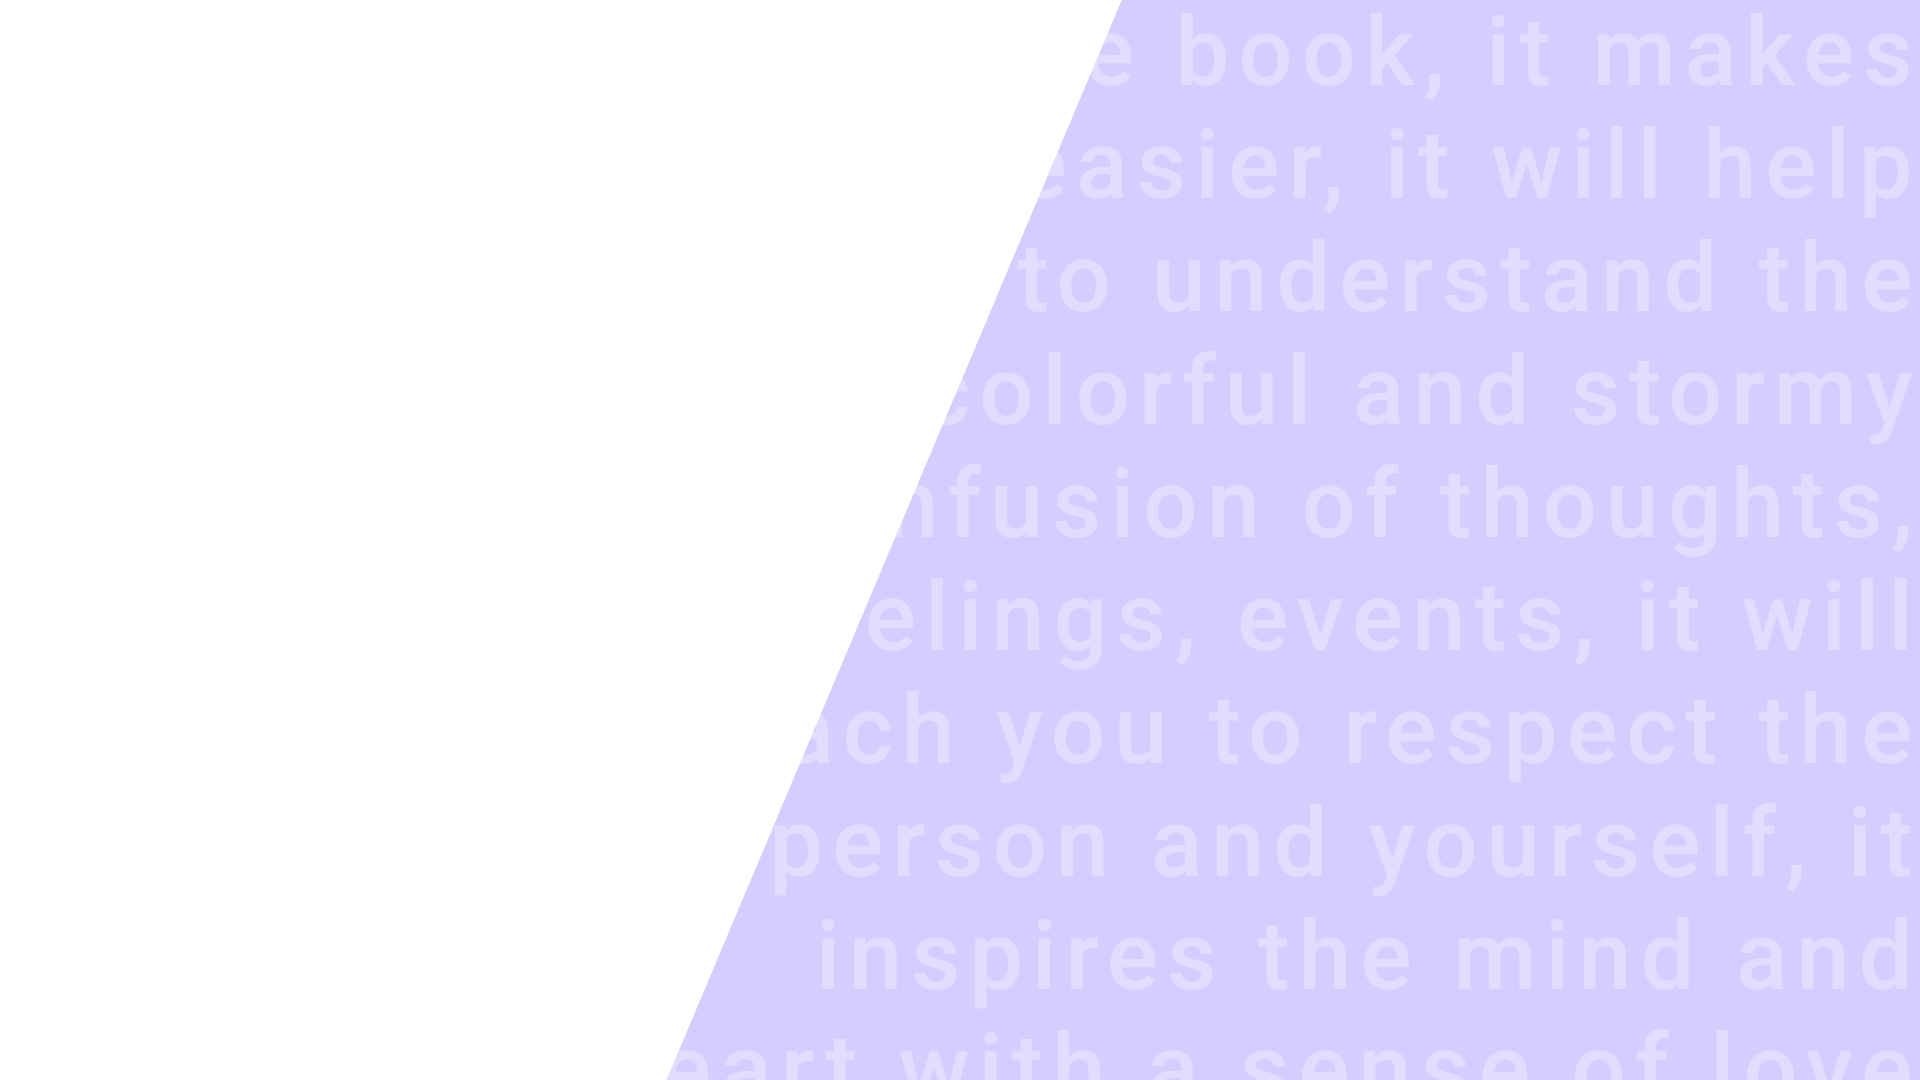 e book, it makes
easier, it will help
to understand the
colorful and stormy
nfusion of thoughts,
elings, events, it will
ach you to respect the
person and yourself, it
inspires the mind and
eart with a sense of love